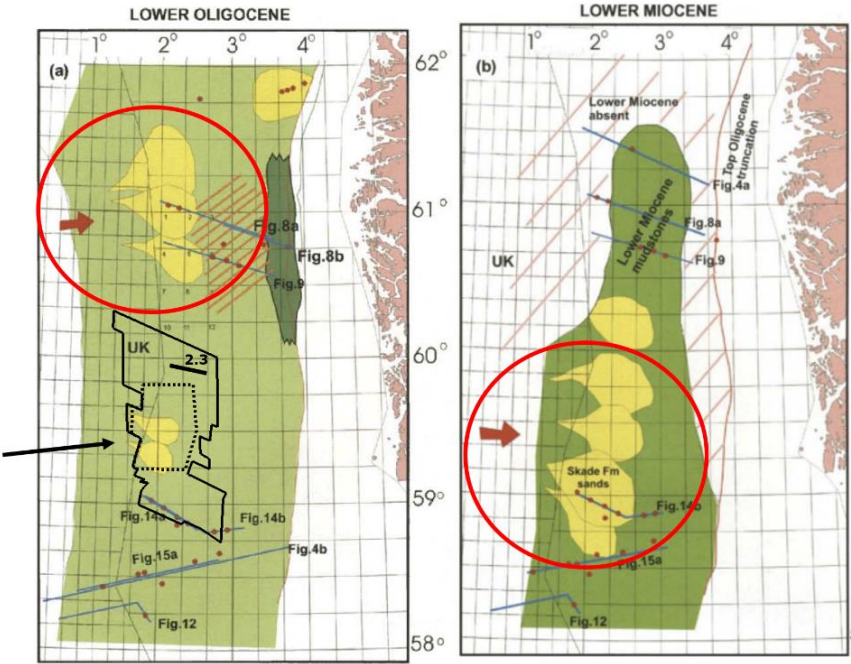 LOWER OLIGOCENE
1° 2° 3° 4°
(a)
Fig.8a
Fig.8b
Fig.9
UK
2.3
Fig.14a
Fig.14b
Fig.15a
Fig.4b
Fig.12
62°
61°
60°
59°
58°
LOWER MIOCENE
1° 2° 3° 4°
(b)
Lower Miocene
absent
Top Oligocene
truncation
Fig.4a
Lower Miocene
mudstones
Fig.8a
UK
Fig.9
Skade Fm
sands
Fig.14b
Fig.15a
Fig.12